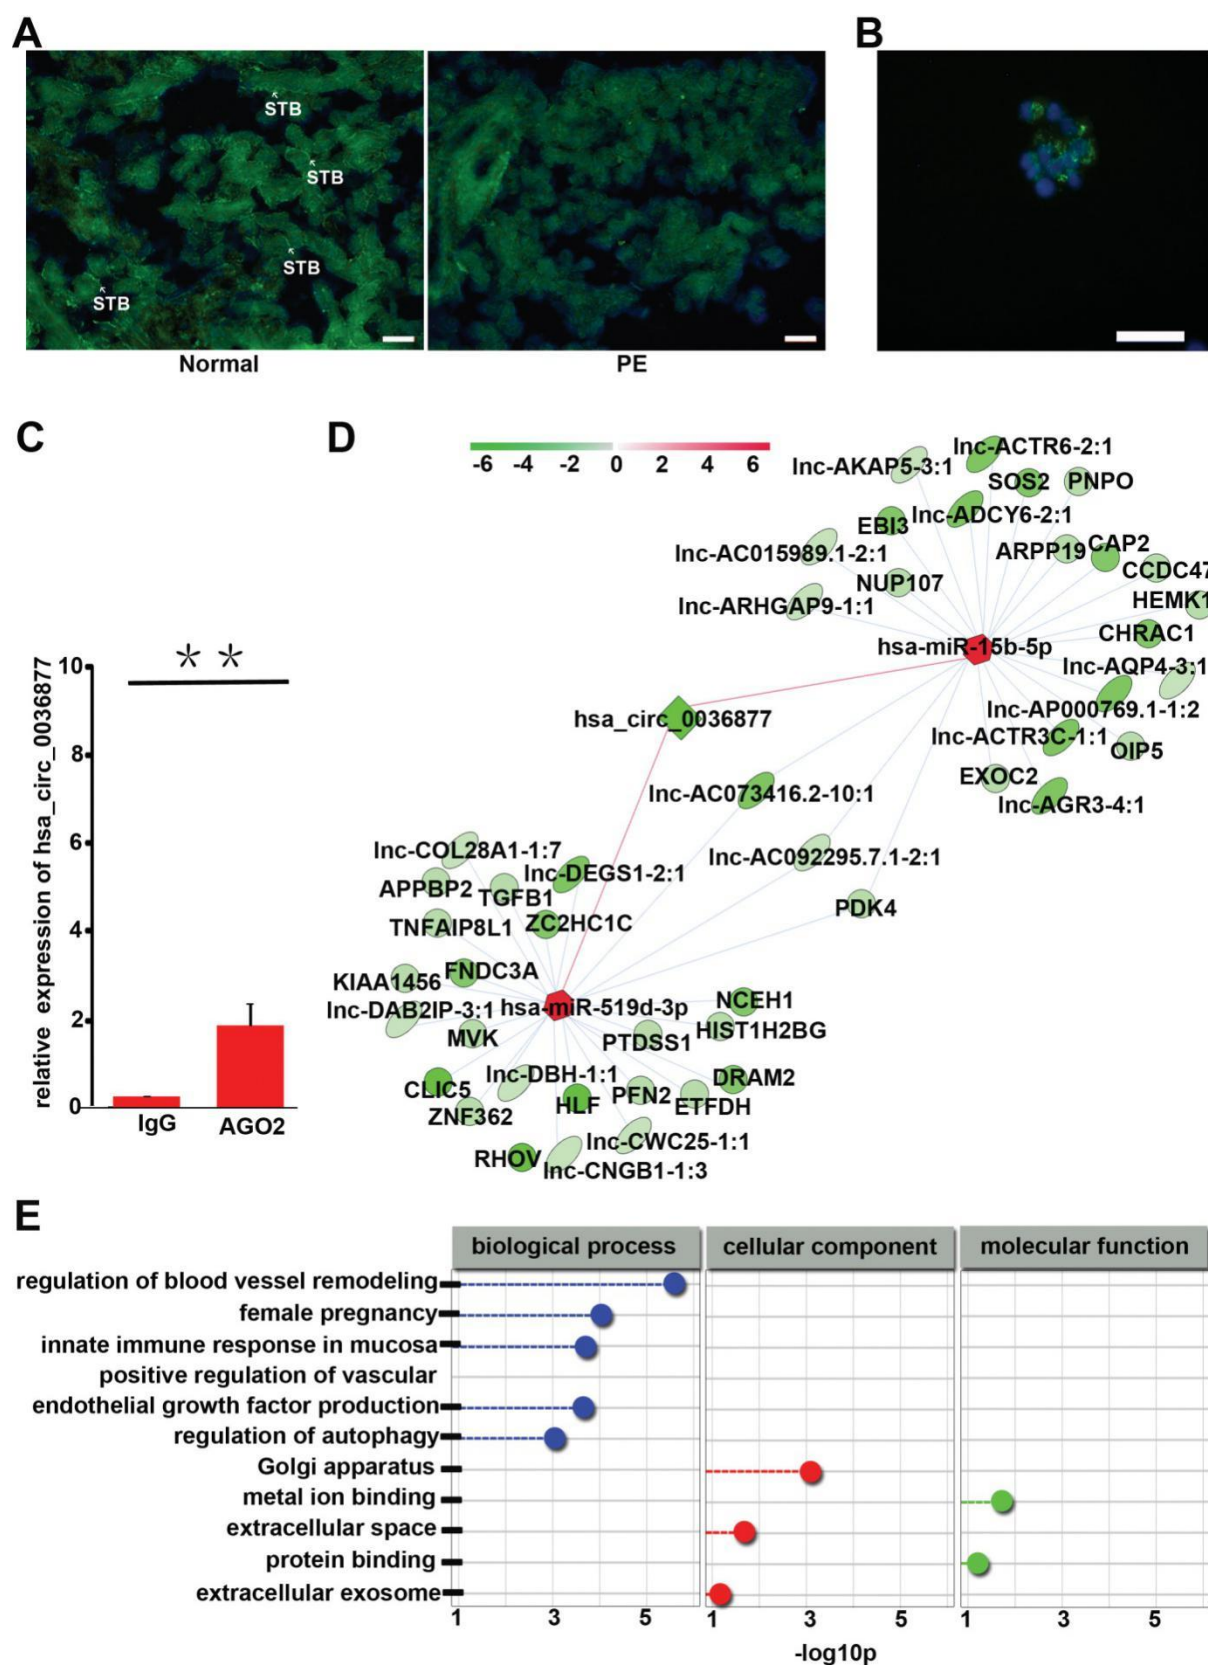 A
B
STB
STB
STB
STB
Normal
PE
C
D
-6 -4 -2 0 2 4 6
lnc-ACTR6-2:1
lnc-AKAP5-3:1
SOS2
PNPO
lnc-ADCY6-2:1
EBI3
ARPP19
CAP2
lnc-AC015989.1-2:1
CCDC47
NUP107
HEMK1
lnc-ARHGAP9-1:1
CHRAC1
hsa-miR-15b-5p
lnc-AQP4-3:1
lnc-AP000769.1-1:2
hsa_circ_0036877
lnc-ACTR3C-1:1
OIP5
EXOC2
lnc-AC073416.2-10:1
lnc-AGR3-4:1
lnc-COL28A1-1:7
lnc-AC092295.7.1-2:1
lnc-DEGS1-2:1
APPBP2
TGFB1
PDK4
TNFAIP8L1
ZC2HC1C
FNDC3A
KIAA1456
NCEH1
lnc-DAB2IP-3:1
hsa-miR-519d-3p
HIST1H2BG
MVK
PTDSS1
lnc-DBH-1:1
DRAM2
CLIC5
HLF
PFN2
ETFDH
ZNF362
lnc-CWC25-1:1
RHOV
lnc-CNGB1-1:3
relative expression of hsa_circ_0036877
* *
10
8
6
4
2
0
IgG
AGO2
E
biological process
cellular component
molecular function
regulation of blood vessel remodeling
female pregnancy
innate immune response in mucosa
positive regulation of vascular
endothelial growth factor production
regulation of autophagy
Golgi apparatus
metal ion binding
extracellular space
protein binding
extracellular exosome
1 3 5 1 3 5 1 3 5
-log10p